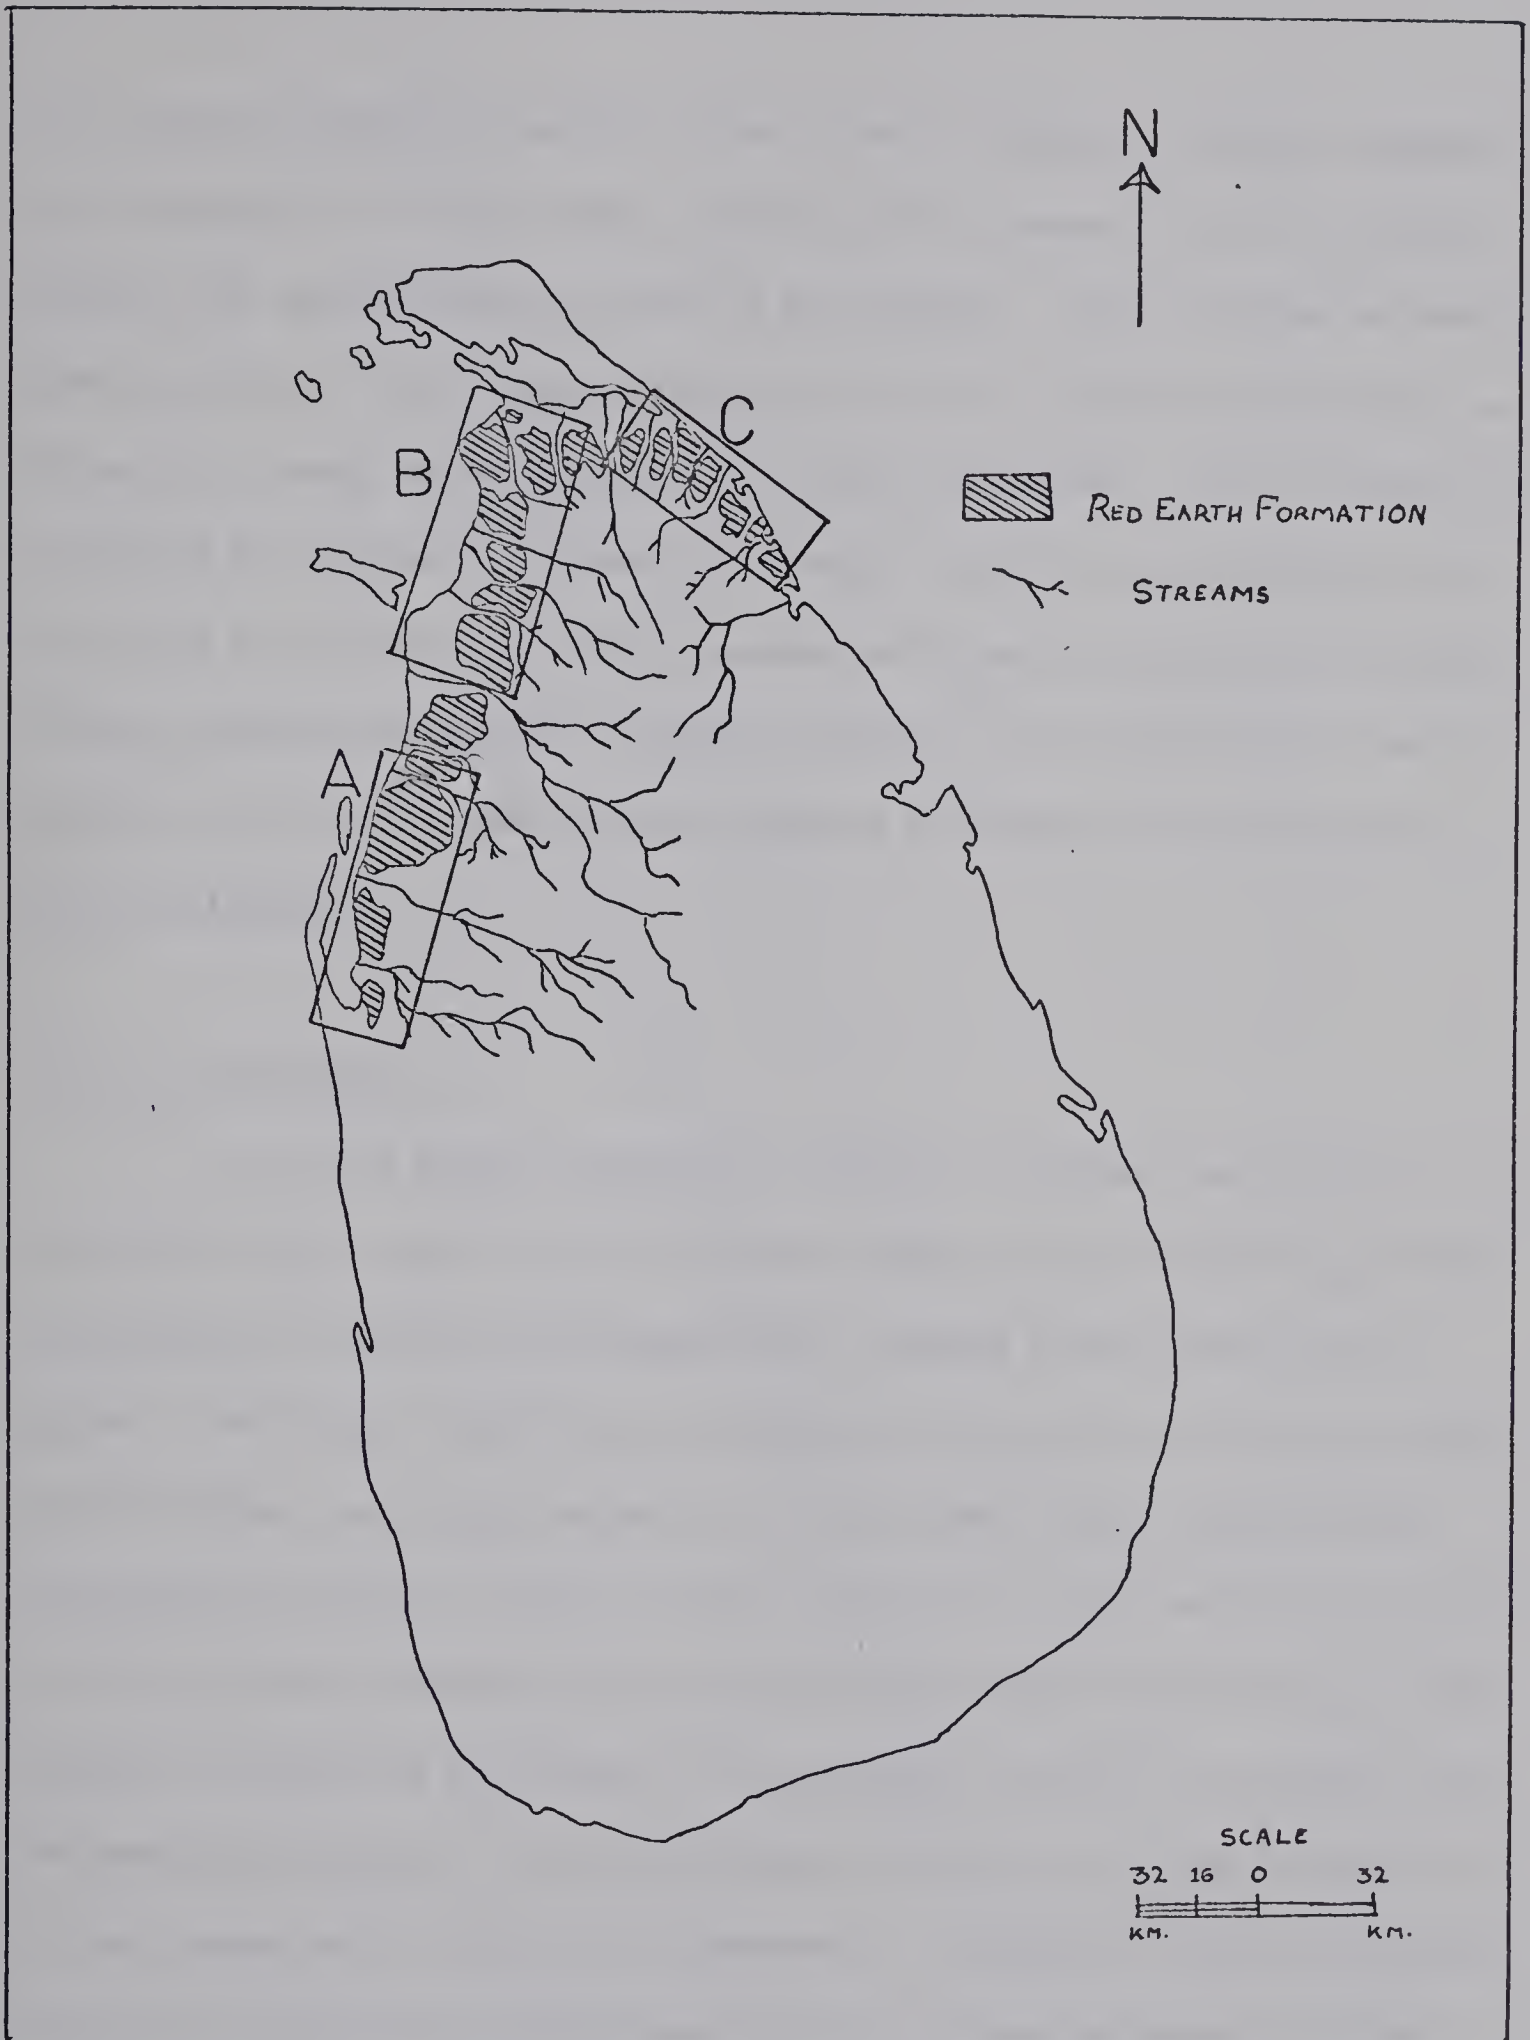 N
C
B
RED EARTH FORMATION
STREAMS
A
SCALE
32 16 0 32
KM. KM.